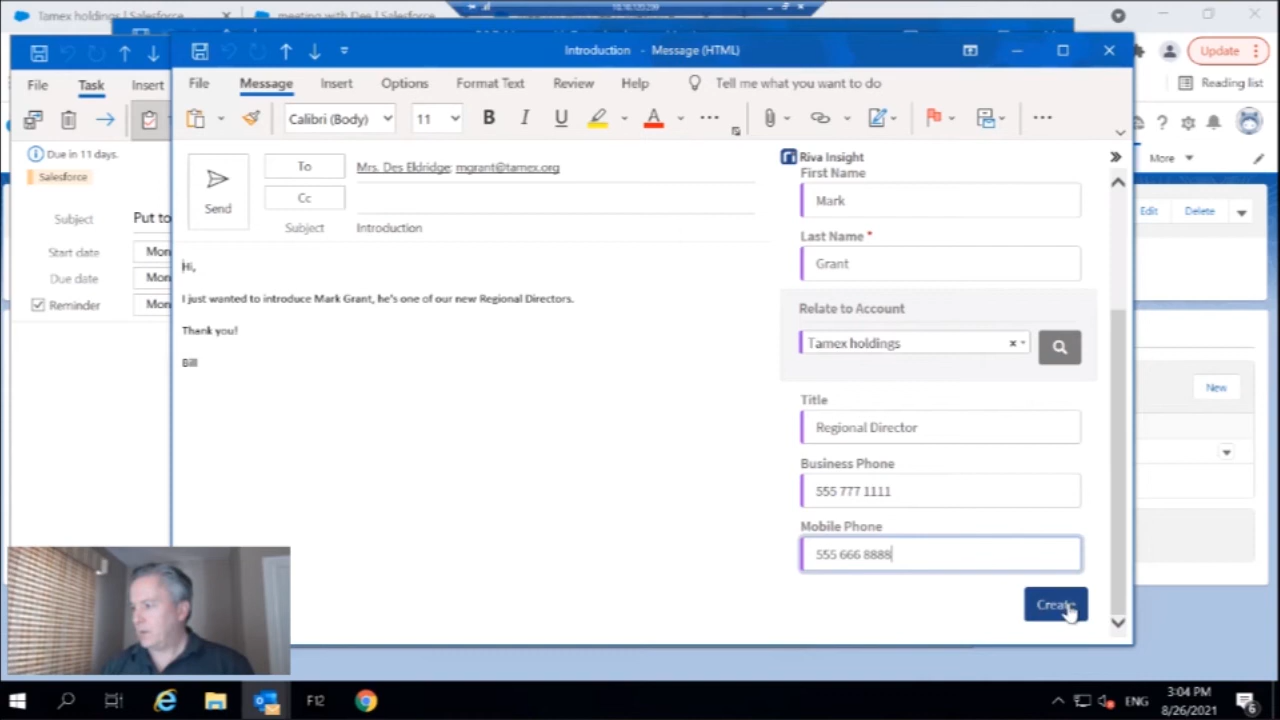 Tamex holdings | Salesforce
meeting with Des | Salesforce
10.10.120.239
Introduction - Message (HTML)
Update
Reading list
File
Task
Insert
File
Message
Insert
Options
Format Text
Review
Help
Tell me what you want to do
Calibri (Body)
11
B
I
U
A
More
Due in 11 days.
Salesforce
Subject
Put to
Start date
Mon
Due date
Mon
Reminder
Mon
Send
To
Mrs. Des Eldridge; mgrant@tamex.org
Cc
Subject
Introduction
Hi,
I just wanted to introduce Mark Grant, he's one of our new Regional Directors.
Thank you!
Bill
Riva Insight
First Name
Mark
Last Name *
Grant
Relate to Account
Tamex holdings
Title
Regional Director
Business Phone
555 777 1111
Mobile Phone
555 666 8888
Create
Edit
Delete
New
F12
ENG
3:04 PM
8/26/2021
6